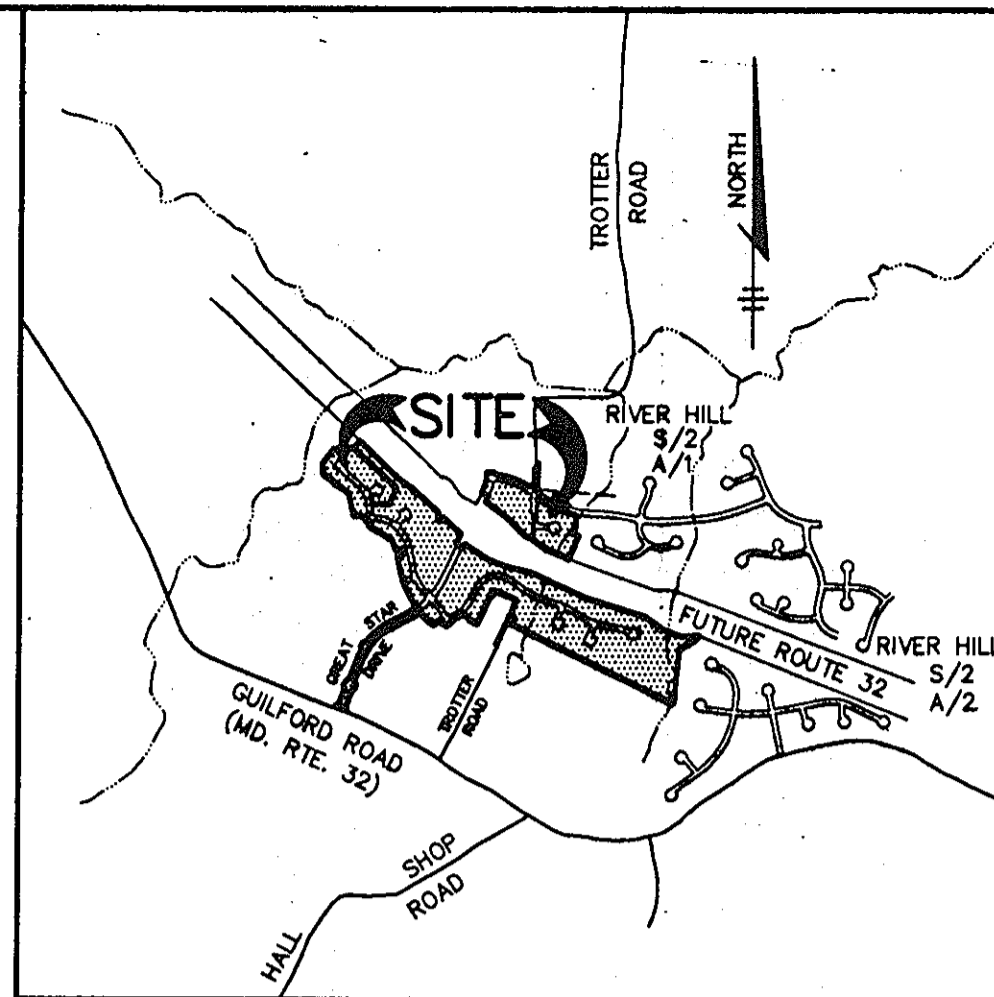 TROTTER
ROAD
NORTH
SITE
RIVER HILL
S/2
A/1
GREAT STAR
DRIVE
TROTTER
ROAD
FUTURE ROUTE 32
RIVER HILL
S/2
A/2
GUILFORD ROAD
(MD. RTE. 32)
HALL SHOP
ROAD